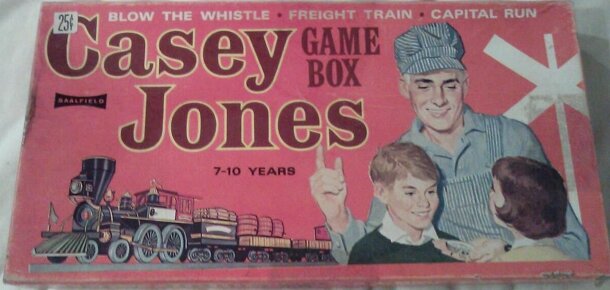 BLOW THE WHISTLE • FREIGHT TRAIN • CAPITAL RUN
25¢
Casey
Jones
GAME
BOX
SAALFIELD
7-10 YEARS